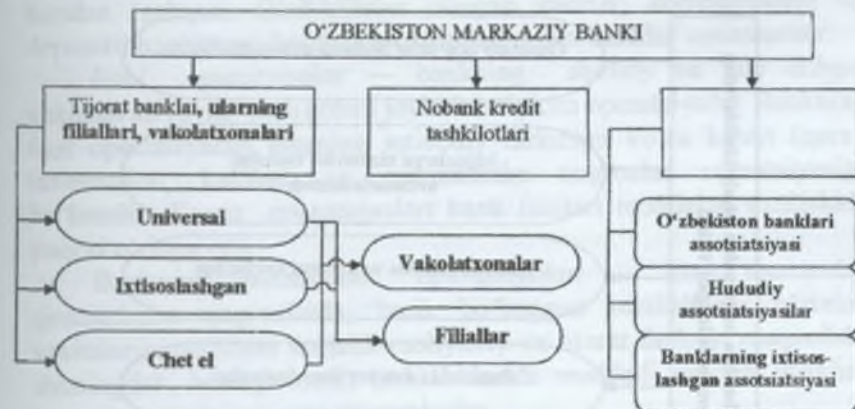 O‘ZBEKISTON MARKAZIY BANKI
Tijorat banklai, ularning
filiallari, vakolatxonalari
Nobank kredit
tashkilotlari
Universal
Ixtisoslashgan
Chet el
Vakolatxonalar
Filiallar
O‘zbekiston banklari
assotsiatsiyasi
Hududiy
assotsiatsiyasilar
Banklarning ixtisos-
lashgan assotsiatsiyasi